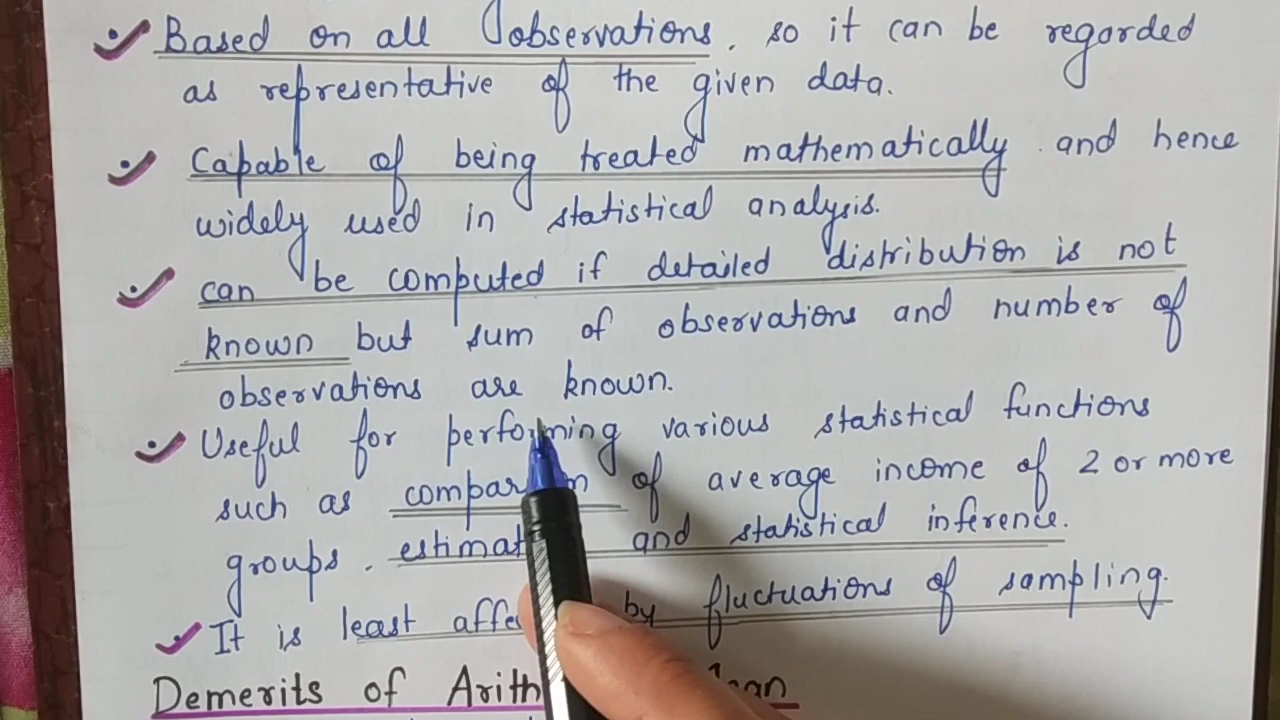 Based on all observations, so it can be regarded
as representative of the given data.
Capable of being treated mathematically and hence
widely used in statistical analysis.
can be computed if detailed distribution is not
known but sum of observations and number of
observations are known.
Useful for performing various statistical functions
such as of average income of 2 or more
groups, and statistical inference.
It is least by fluctuations of sampling.
Demerits of